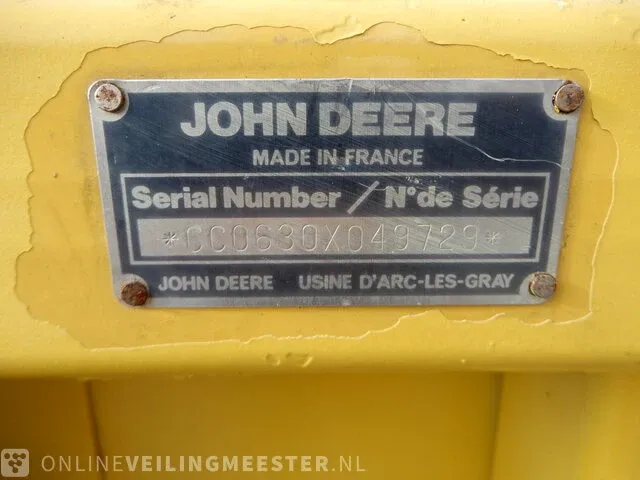 JOHN DEERE
MADE IN FRANCE
Serial Number / N° de Série
*CC0630X049729*
JOHN DEERE USINE D'ARC-LES-GRAY
ONLINEVEILINGMEESTER.NL